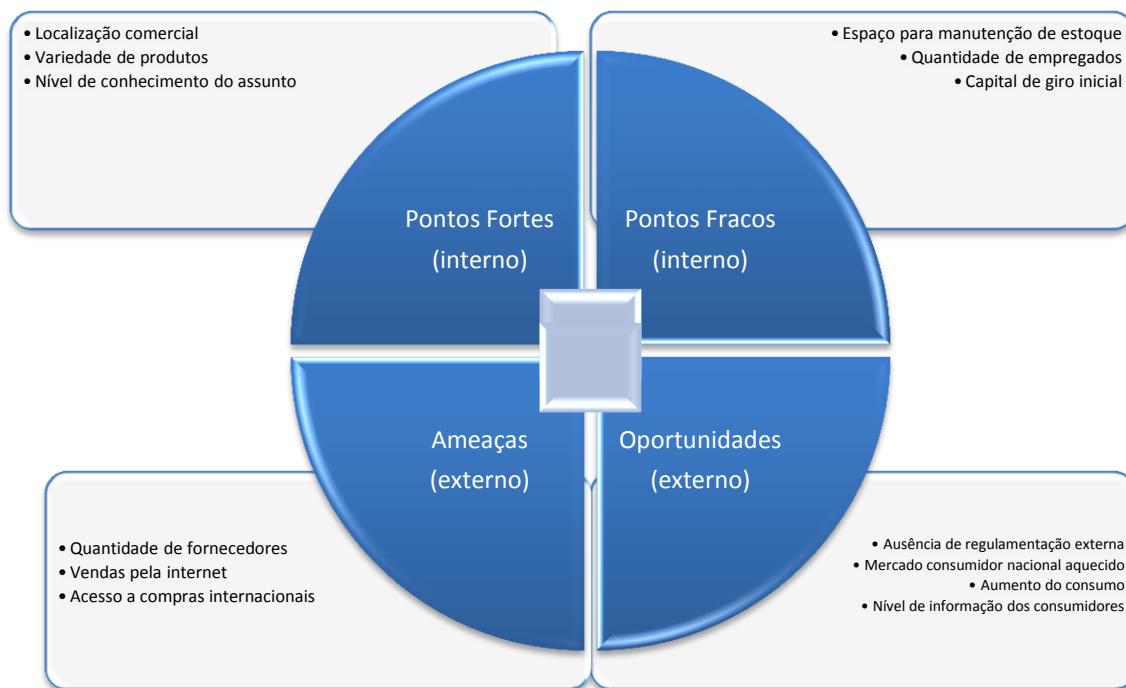 • Localização comercial
• Variedade de produtos
• Nível de conhecimento do assunto
• Espaço para manutenção de estoque
• Quantidade de empregados
• Capital de giro inicial
Pontos Fortes
(interno)
Pontos Fracos
(interno)
Ameaças
(externo)
Oportunidades
(externo)
• Quantidade de fornecedores
• Vendas pela internet
• Acesso a compras internacionais
• Ausência de regulamentação externa
• Mercado consumidor nacional aquecido
• Aumento do consumo
• Nível de informação dos consumidores